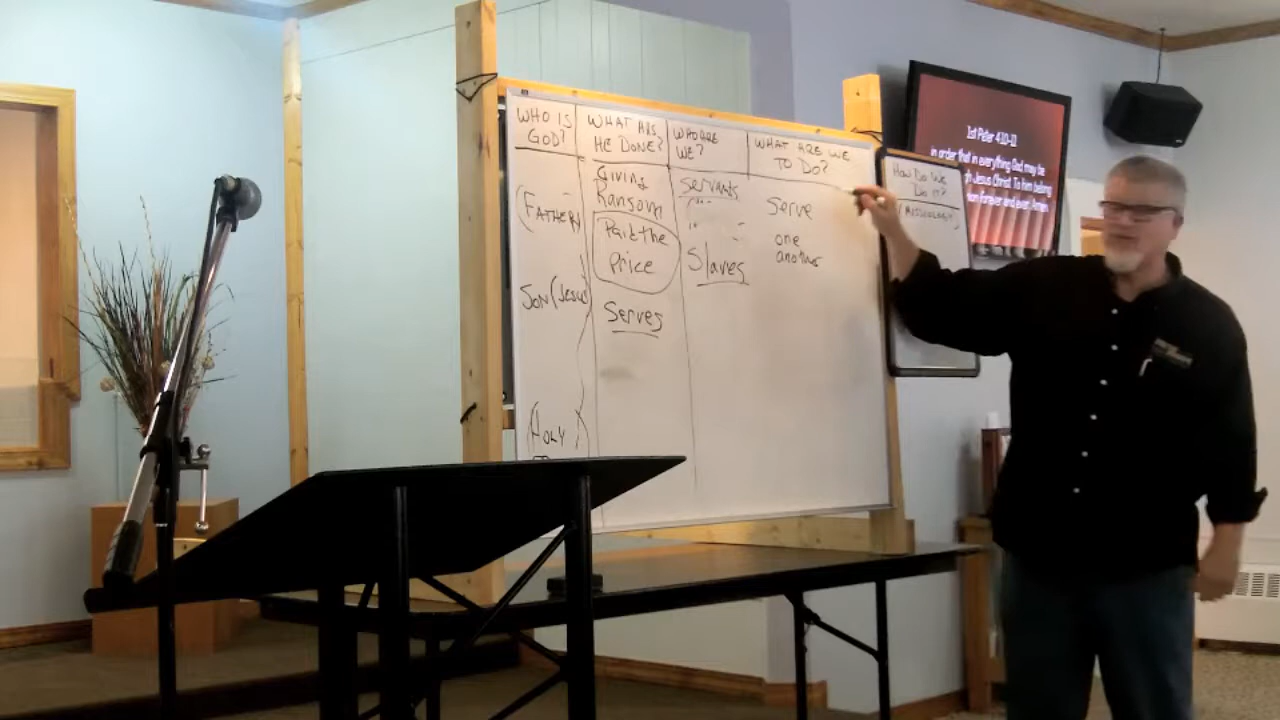 WHO IS
GOD?
(FATHER)
SON (JESUS)
(HOLY)
WHAT HAS
HE DONE?
Giving
Ransom
Paid the
Price
Serves
WHO ARE
WE?
Servants
Slaves
WHAT ARE WE
TO DO?
Serve
one
another
HOW DO WE
DO IT?
(MISSIOLOGY)
1st Peter 4:10-11
in order that in everything God may be
gh Jesus Christ. To him belong
nion forever and ever. Amen.